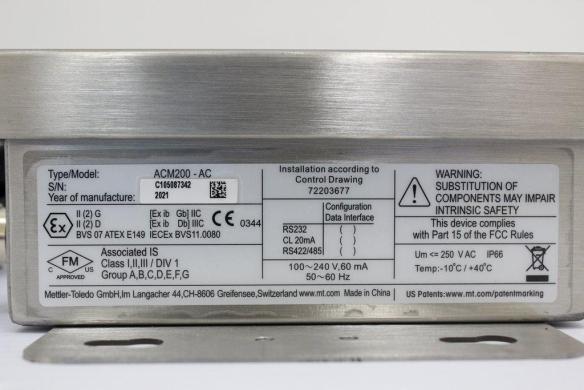 Type/Model: ACM200 - AC
S/N: C105087342
Year of manufacture: 2021
Ex II (2) G [Ex ib Gb] IIC CE 0344
II (2) D [Ex ib Db] IIIC
BVS 07 ATEX E149 IECEx BVS11.0080
C FM US APPROVED
Associated IS
Class I,II,III / DIV 1
Group A,B,C,D,E,F,G
Installation according to
Control Drawing
72203677
Configuration
Data Interface
RS232 ( )
CL 20mA ( )
RS422/485 ( )
100～240 V,60 mA
50～60 Hz
WARNING:
SUBSTITUTION OF
COMPONENTS MAY IMPAIR
INTRINSIC SAFETY
This device complies
with Part 15 of the FCC Rules
Um <= 250 V AC IP66
Temp:-10°C / +40°C
Mettler-Toledo GmbH,Im Langacher 44,CH-8606 Greifensee,Switzerland www.mt.com Made in China | US Patents:www.mt.com/patentmarking